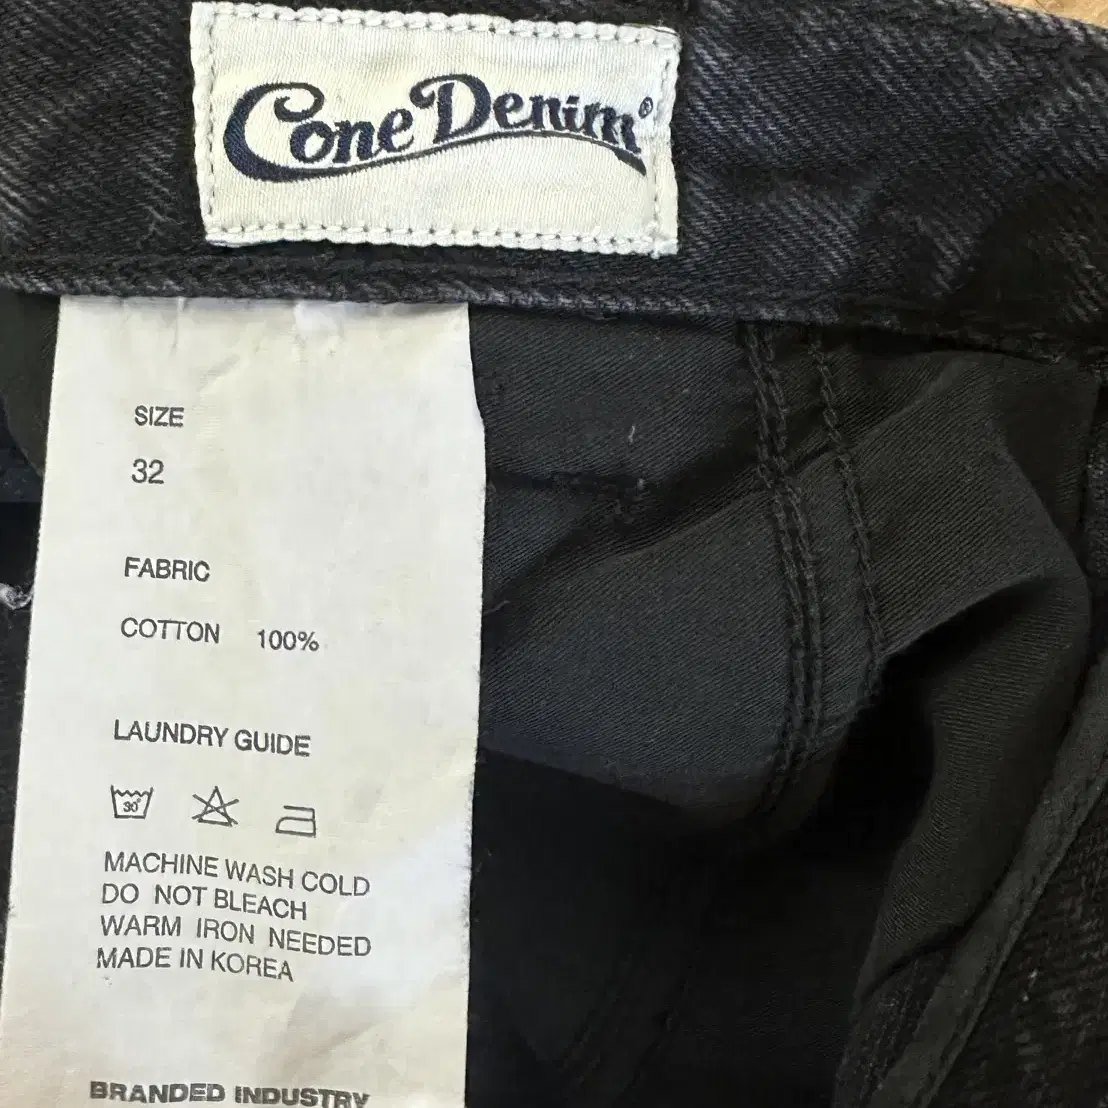 Cone Denim®
SIZE
32
FABRIC
COTTON 100%
LAUNDRY GUIDE
30°
MACHINE WASH COLD
DO NOT BLEACH
WARM IRON NEEDED
MADE IN KOREA
BRANDED INDUSTRY